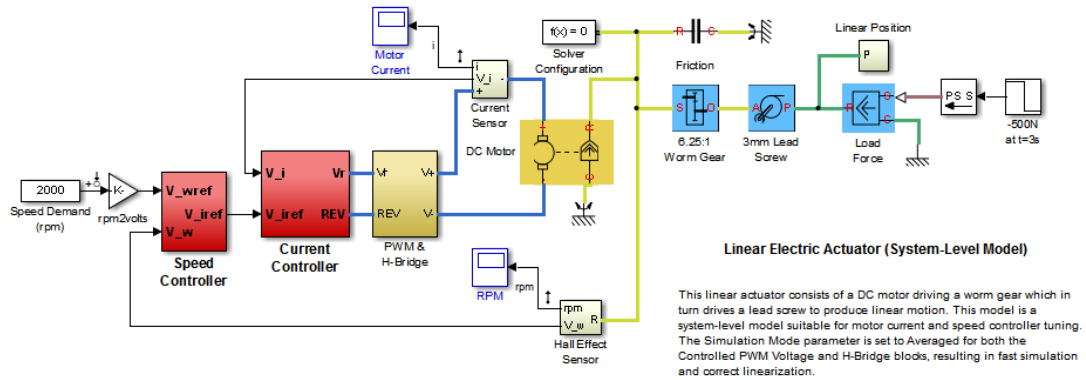 Motor
Current
i
i
V_i
+
-
Current
Sensor
f(x) = 0
Solver
Configuration
R C
Friction
Linear Position
P
S O
6.25:1
Worm Gear
A P
3mm Lead
Screw
R S
C
Load
Force
PS S
-500N
at t=3s
DC Motor
+ R
- C
2000
Speed Demand
(rpm)
K-
rpm2volts
V_wref
V_iref
V_w
Speed
Controller
V_i Vr
V_iref REV
Current
Controller
Vr V+
REV V-
PWM &
H-Bridge
RPM
rpm
rpm
V_w R
Hall Effect
Sensor
Linear Electric Actuator (System-Level Model)
This linear actuator consists of a DC motor driving a worm gear which in
turn drives a lead screw to produce linear motion. This model is a
system-level model suitable for motor current and speed controller tuning.
The Simulation Mode parameter is set to Averaged for both the
Controlled PWM Voltage and H-Bridge blocks, resulting in fast simulation
and correct linearization.